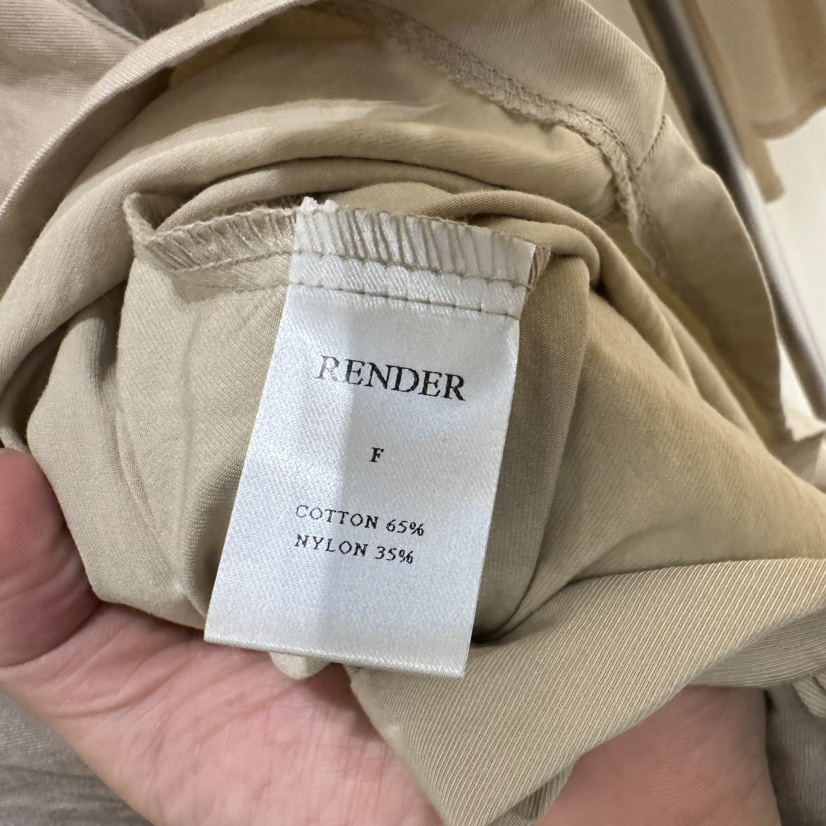 RENDER
F
COTTON 65%
NYLON 35%